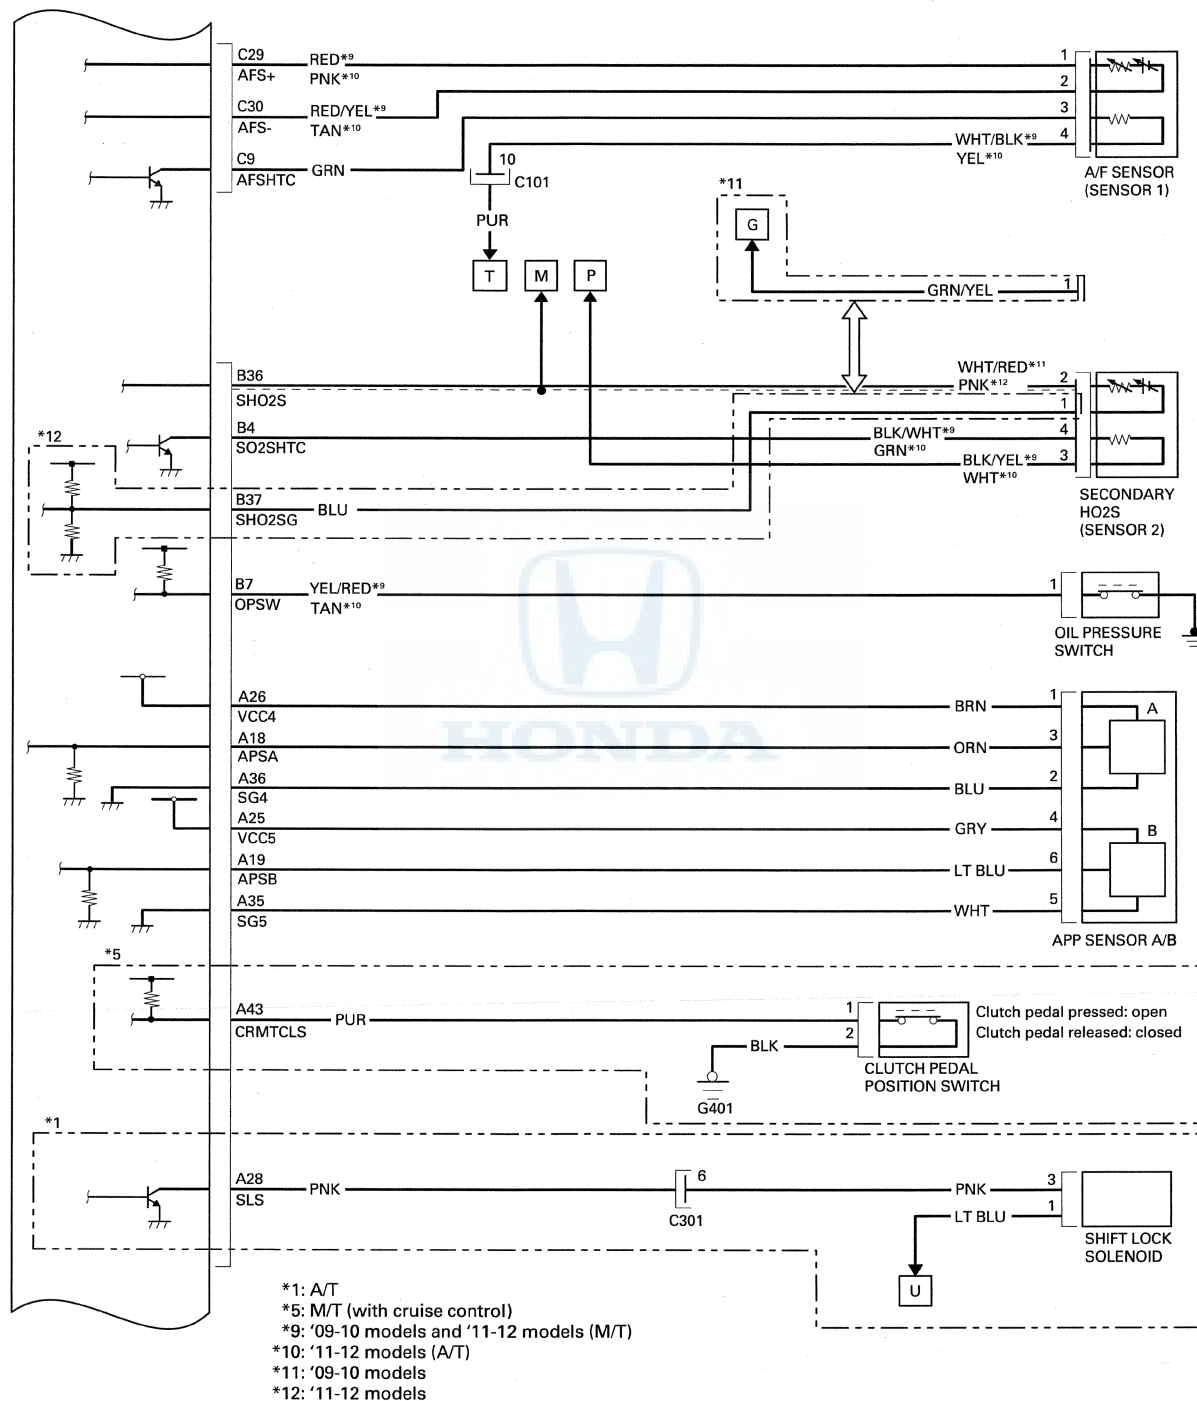 C29
RED*9
1
AFS+
PNK*10
2
C30
RED/YEL*9
3
AFS-
TAN*10
WHT/BLK*9
4
C9
GRN
10
YEL*10
AFSHTC
C101
A/F SENSOR
(SENSOR 1)
*11
PUR
G
T
M
P
GRN/YEL
1
B36
WHT/RED*11
2
SHO2S
PNK*12
1
*12
B4
BLK/WHT*9
4
SO2SHTC
GRN*10
BLK/YEL*9
3
WHT*10
B37
BLU
SHO2SG
SECONDARY
HO2S
(SENSOR 2)
B7
YEL/RED*9
1
OPSW
TAN*10
OIL PRESSURE
SWITCH
HONDA
A26
BRN
1
A
VCC4
A18
ORN
3
APSA
A36
BLU
2
SG4
A25
GRY
4
B
VCC5
A19
LT BLU
6
APSB
A35
WHT
5
SG5
APP SENSOR A/B
*5
A43
PUR
1
Clutch pedal pressed: open
CRMTCLS
2
Clutch pedal released: closed
BLK
CLUTCH PEDAL
POSITION SWITCH
G401
*1
A28
PNK
6
PNK
3
SLS
LT BLU
1
C301
SHIFT LOCK
SOLENOID
U
*1: A/T
*5: M/T (with cruise control)
*9: ‘09-10 models and ‘11-12 models (M/T)
*10: ‘11-12 models (A/T)
*11: ‘09-10 models
*12: ‘11-12 models